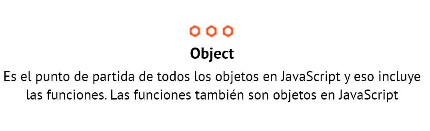 Object
Es el punto de partida de todos los objetos en JavaScript y eso incluye
las funciones. Las funciones también son objetos en JavaScript